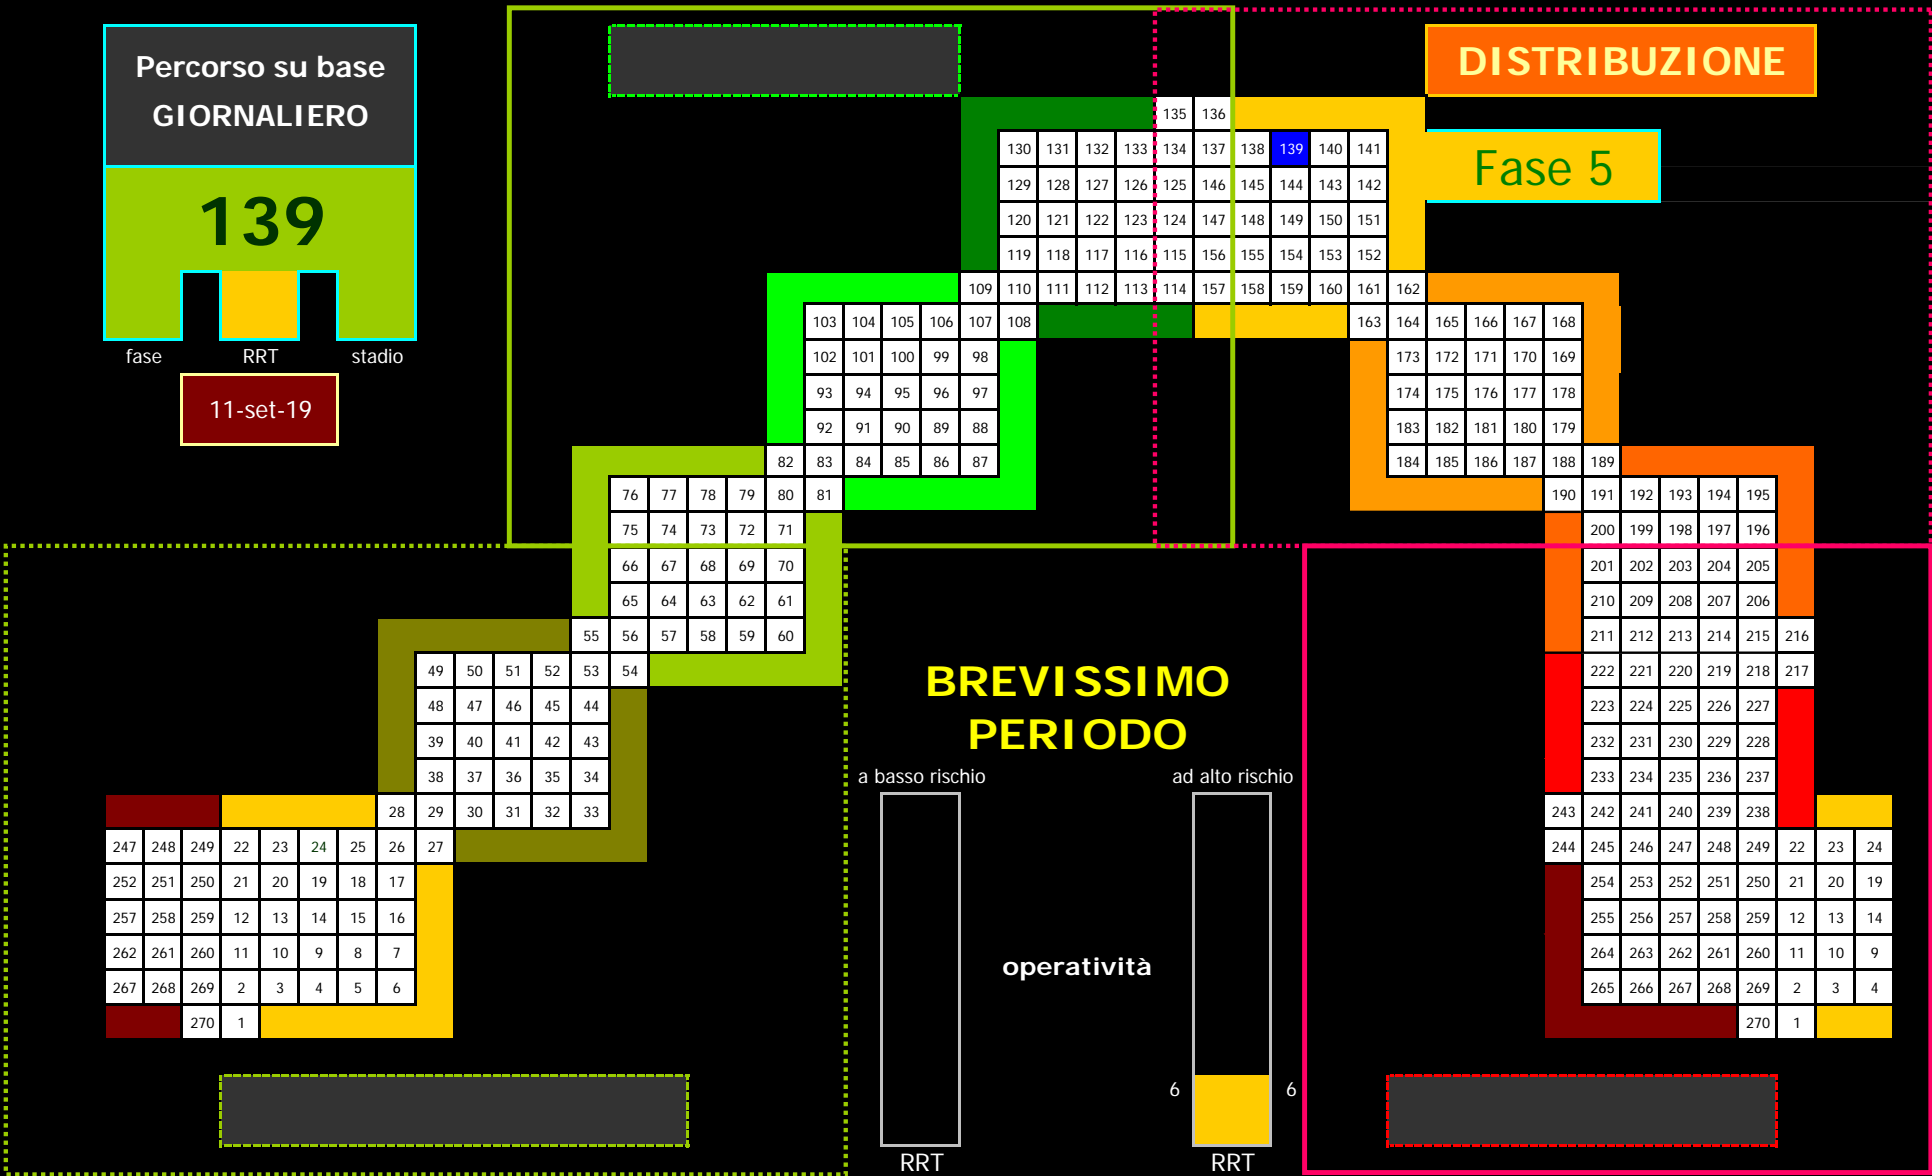 Percorso su base
GIORNALIERO
DISTRIBUZIONE
135 136
130 131 132 133 134 137 138 139 140 141
Fase 5
139
129 128 127 126 125 146 145 144 143 142
120 121 122 123 124 147 148 149 150 151
119 118 117 116 115 156 155 154 153 152
109 110 111 112 113 114 157 158 159 160 161 162
103 104 105 106 107 108 163 164 165 166 167 168
fase RRT stadio
102 101 100 99 98 173 172 171 170 169
93 94 95 96 97 174 175 176 177 178
11-set-19
92 91 90 89 88 183 182 181 180 179
82 83 84 85 86 87 184 185 186 187 188 189
76 77 78 79 80 81 190 191 192 193 194 195
75 74 73 72 71 200 199 198 197 196
66 67 68 69 70 201 202 203 204 205
65 64 63 62 61 210 209 208 207 206
55 56 57 58 59 60 211 212 213 214 215 216
49 50 51 52 53 54 222 221 220 219 218 217
BREVISSIMO
PERIODO
48 47 46 45 44 223 224 225 226 227
39 40 41 42 43 232 231 230 229 228
38 37 36 35 34 a basso rischio ad alto rischio 233 234 235 236 237
28 29 30 31 32 33 243 242 241 240 239 238
247 248 249 22 23 24 25 26 27 244 245 246 247 248 249 22 23 24
252 251 250 21 20 19 18 17 254 253 252 251 250 21 20 19
257 258 259 12 13 14 15 16 255 256 257 258 259 12 13 14
262 261 260 11 10 9 8 7 operatività 264 263 262 261 260 11 10 9
267 268 269 2 3 4 5 6 265 266 267 268 269 2 3 4
270 1 270 1
6 6
RRT RRT